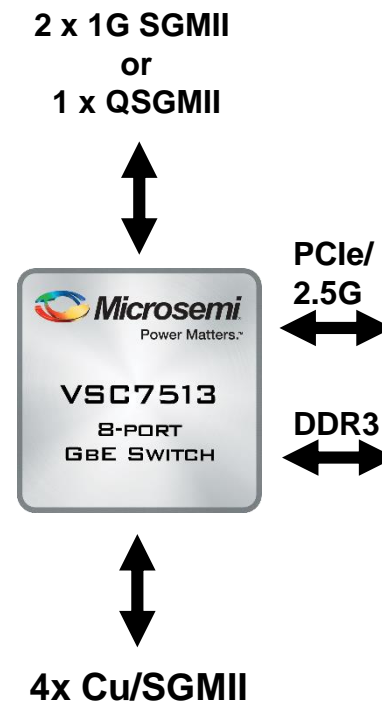 2 x 1G SGMII
or
1 x QSGMII
PCIe/
2.5G
Microsemi
Power Matters.™
VSC7513
8-PORT
GBE SWITCH
DDR3
4x Cu/SGMII